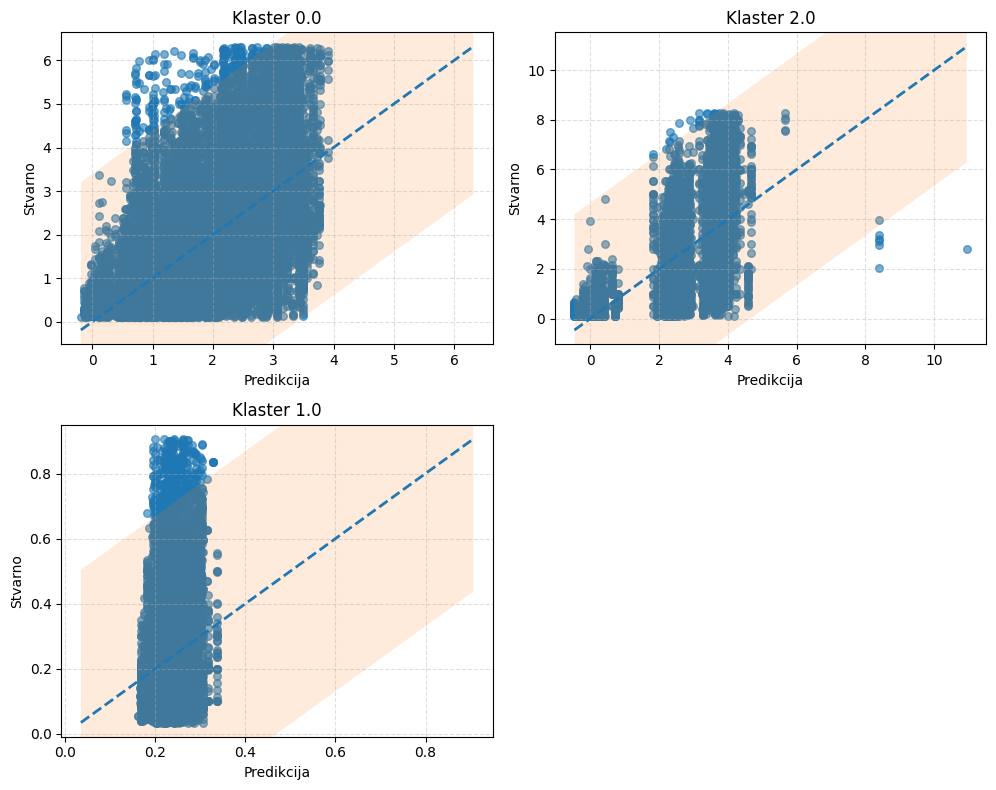 Klaster 0.0
Stvarno
6
5
4
3
2
1
0
0 1 2 3 4 5 6
Predikcija
Klaster 2.0
Stvarno
10
8
6
4
2
0
0 2 4 6 8 10
Predikcija
Klaster 1.0
Stvarno
0.8
0.6
0.4
0.2
0.0
0.0 0.2 0.4 0.6 0.8
Predikcija